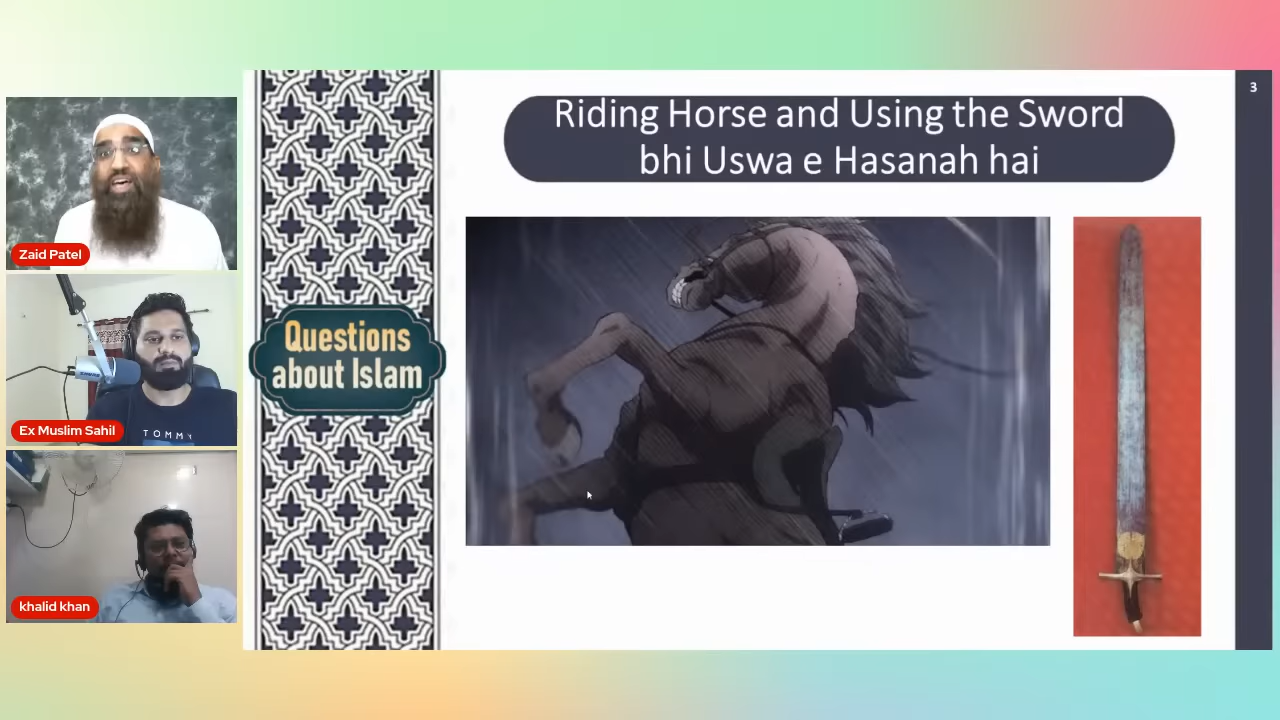 3
Riding Horse and Using the Sword
bhi Uswa e Hasanah hai
Zaid Patel
Questions
about Islam
Ex Muslim Sahil
TOMMY
khalid khan